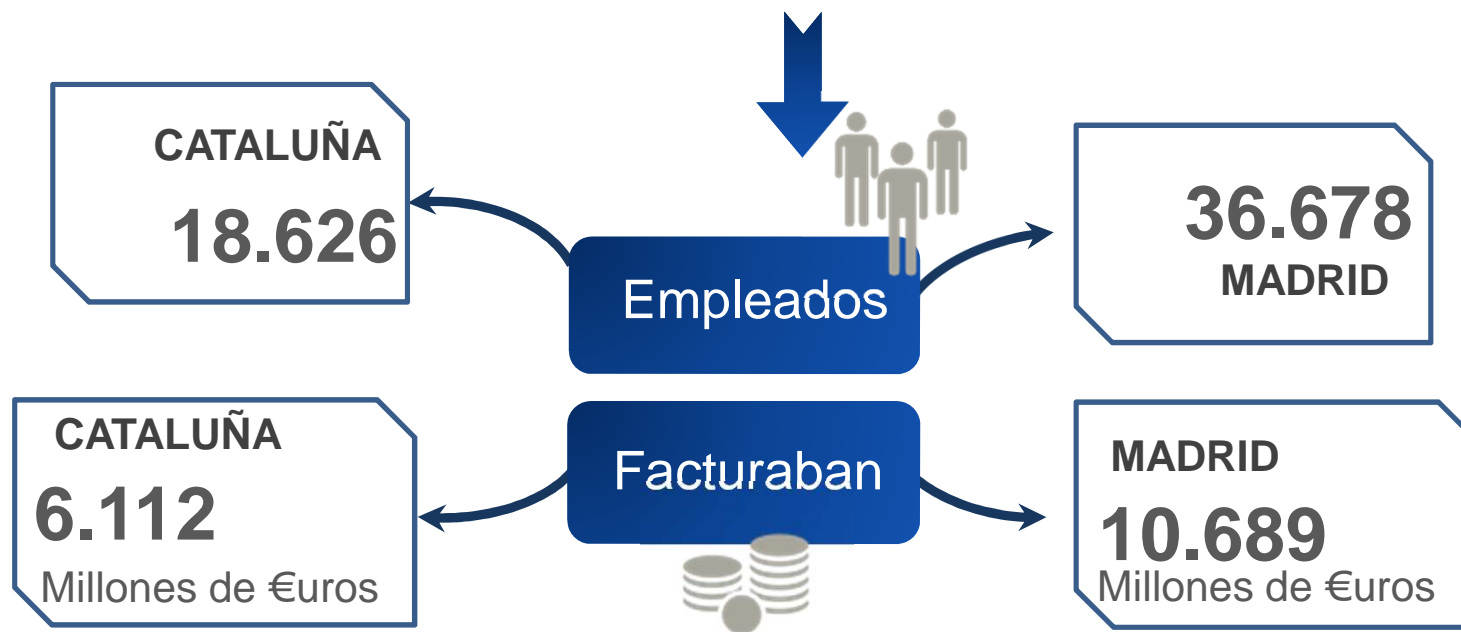 CATALUÑA
18.626
Empleados
36.678
MADRID
CATALUÑA
6.112
Millones de €uros
Facturaban
MADRID
10.689
Millones de €uros